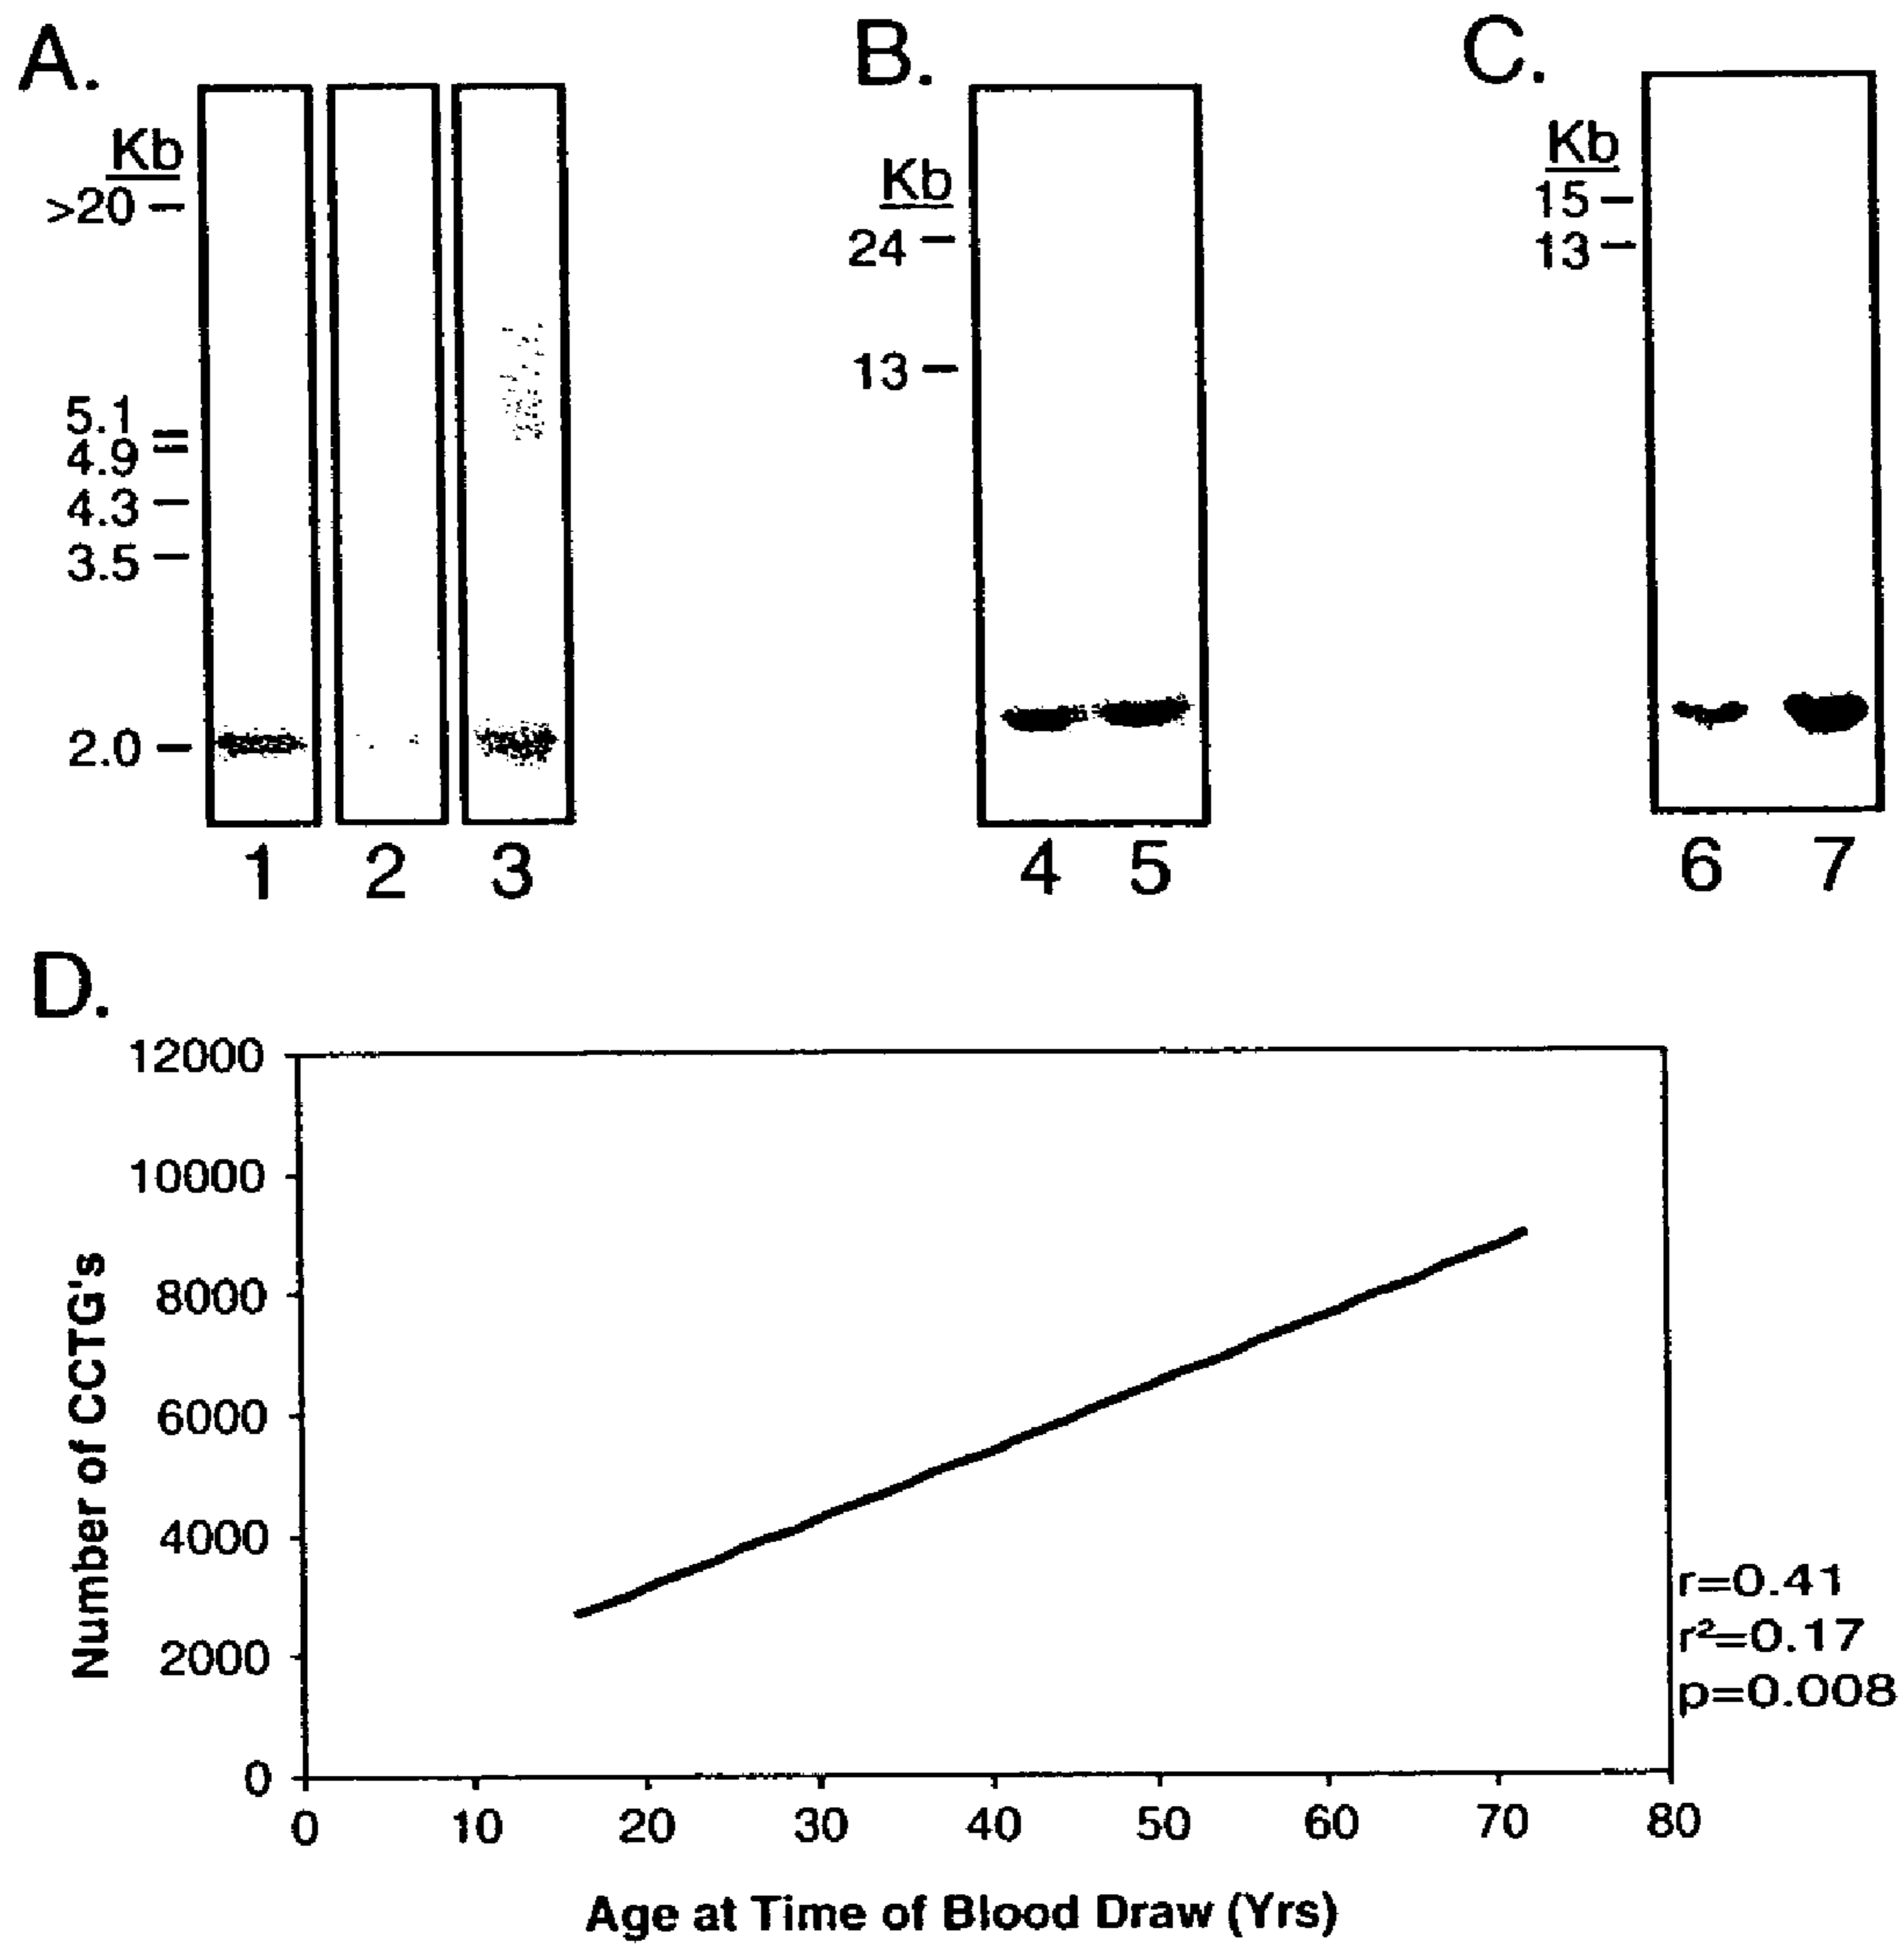 A.
Kb
>20
5.1
4.9
4.3
3.5
2.0
1 2 3
B.
Kb
24
13
4 5
C.
Kb
15
13
6 7
D.
12000
10000
8000
6000
4000
2000
0
Number of CCTG's
0 10 20 30 40 50 60 70 80
Age at Time of Blood Draw (Yrs)
r=0.41
r²=0.17
p=0.008